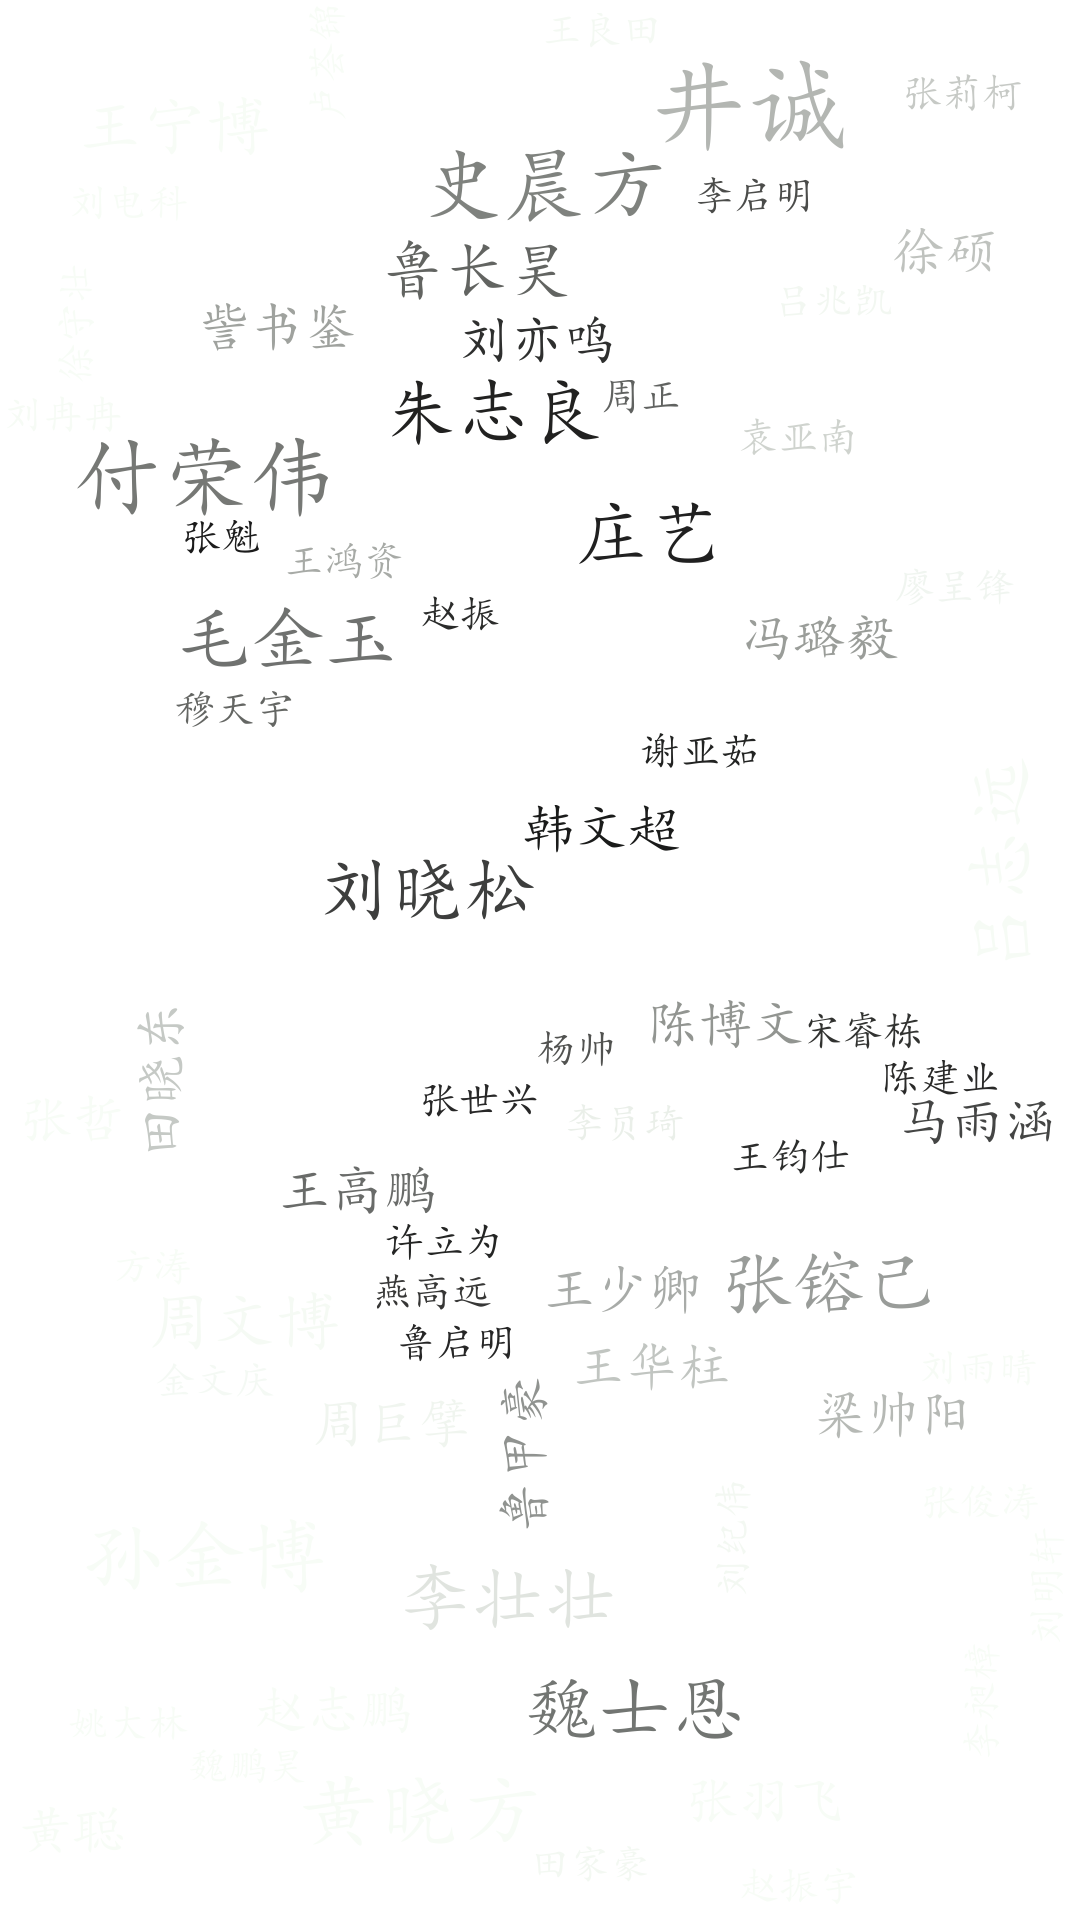 王良田
井诚
张莉柯
王宁博
史晨方
李启明
刘电科
徐硕
鲁长昊
吕兆凯
訾书鉴
徐守壮
刘亦鸣
朱志良
周正
刘冉冉
袁亚南
付荣伟
张魁
庄艺
王鸿资
廖呈锋
赵振
毛金玉
冯璐毅
穆天宇
谢亚茹
韩文超
吕志远
刘晓松
陈博文
宋睿栋
杨帅
田晓东
陈建业
张世兴
张哲
李员琦
马雨涵
王钧仕
王高鹏
许立为
方涛
燕高远
王少卿
张镕己
周文博
鲁启明
王华柱
金文庆
刘雨晴
梁帅阳
周巨擘
鲁甲豪
张俊涛
刘纪伟
孙金博
刘明轩
李壮壮
魏士恩
赵志鹏
姚大林
魏鹏昊
黄晓方
张羽飞
黄聪
田家豪
赵振宇